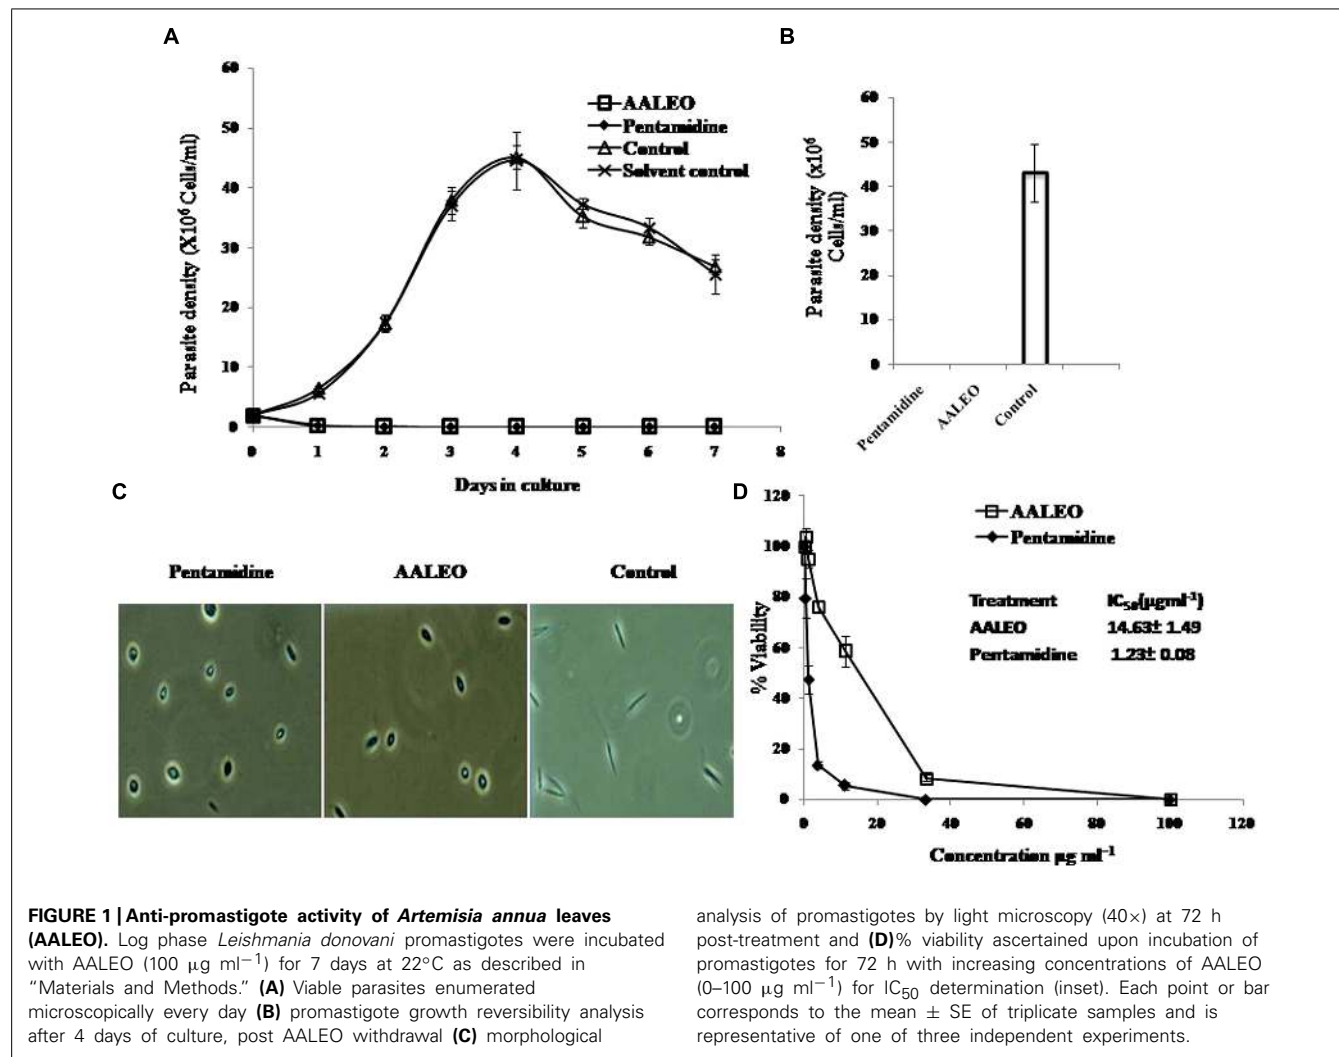 A
60
50
40
30
20
10
0
Parasite density (X10⁶ Cells/ml)
AALEO
Pentamidine
Control
Solvent control
0 1 2 3 4 5 6 7 8
Days in culture
B
60
50
40
30
20
10
0
Parasite density (x10⁶
Cells/ml)
Pentamidine
AALEO
Control
C
Pentamidine AALEO Control
D
120
100
80
60
40
20
0
% Viability
AALEO
Pentamidine
Treatment IC₅₀(µgml⁻¹)
AALEO 14.63± 1.49
Pentamidine 1.23± 0.08
0 20 40 60 80 100 120
Concentration µg ml⁻¹
FIGURE 1 | Anti-promastigote activity of Artemisia annua leaves
(AALEO). Log phase Leishmania donovani promastigotes were incubated
with AALEO (100 µg ml⁻¹) for 7 days at 22°C as described in
“Materials and Methods.” (A) Viable parasites enumerated
microscopically every day (B) promastigote growth reversibility analysis
after 4 days of culture, post AALEO withdrawal (C) morphological
analysis of promastigotes by light microscopy (40×) at 72 h
post-treatment and (D)% viability ascertained upon incubation of
promastigotes for 72 h with increasing concentrations of AALEO
(0–100 µg ml⁻¹) for IC₅₀ determination (inset). Each point or bar
corresponds to the mean ± SE of triplicate samples and is
representative of one of three independent experiments.